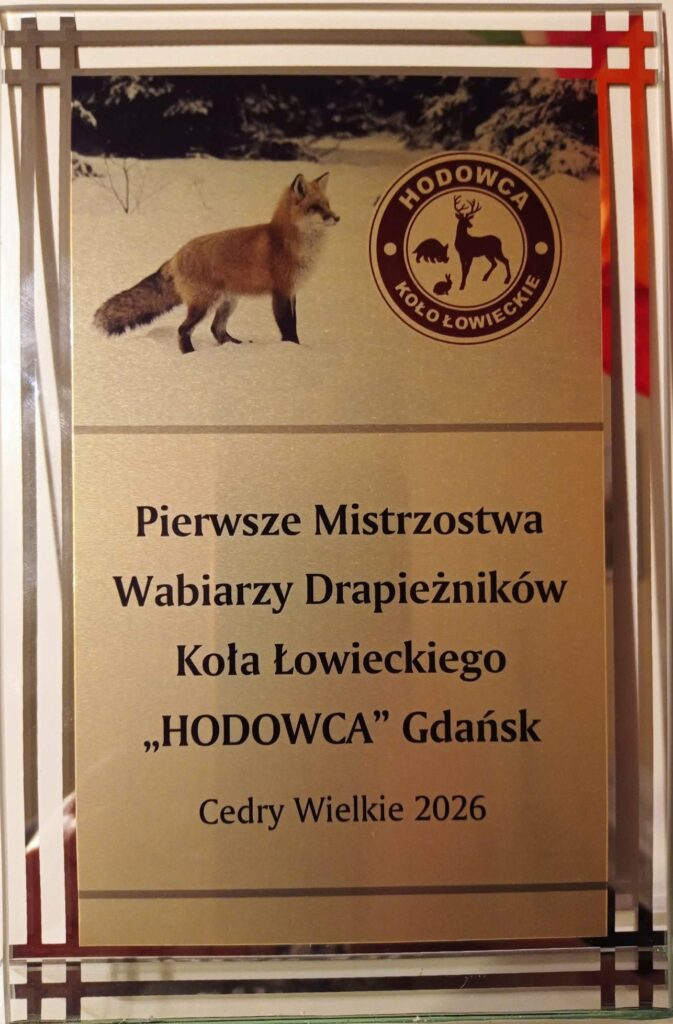 HODOWCA
KOŁO ŁOWIECKIE
Pierwsze Mistrzostwa
Wabiarzy Drapieżników
Koła Łowieckiego
„HODOWCA” Gdańsk
Cedry Wielkie 2026